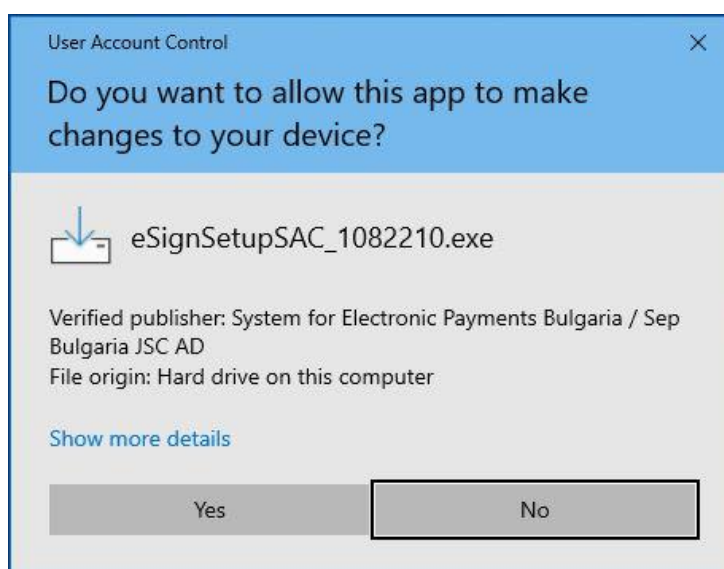 User Account Control
Do you want to allow this app to make
changes to your device?
eSignSetupSAC_1082210.exe
Verified publisher: System for Electronic Payments Bulgaria / Sep
Bulgaria JSC AD
File origin: Hard drive on this computer
Show more details
Yes
No